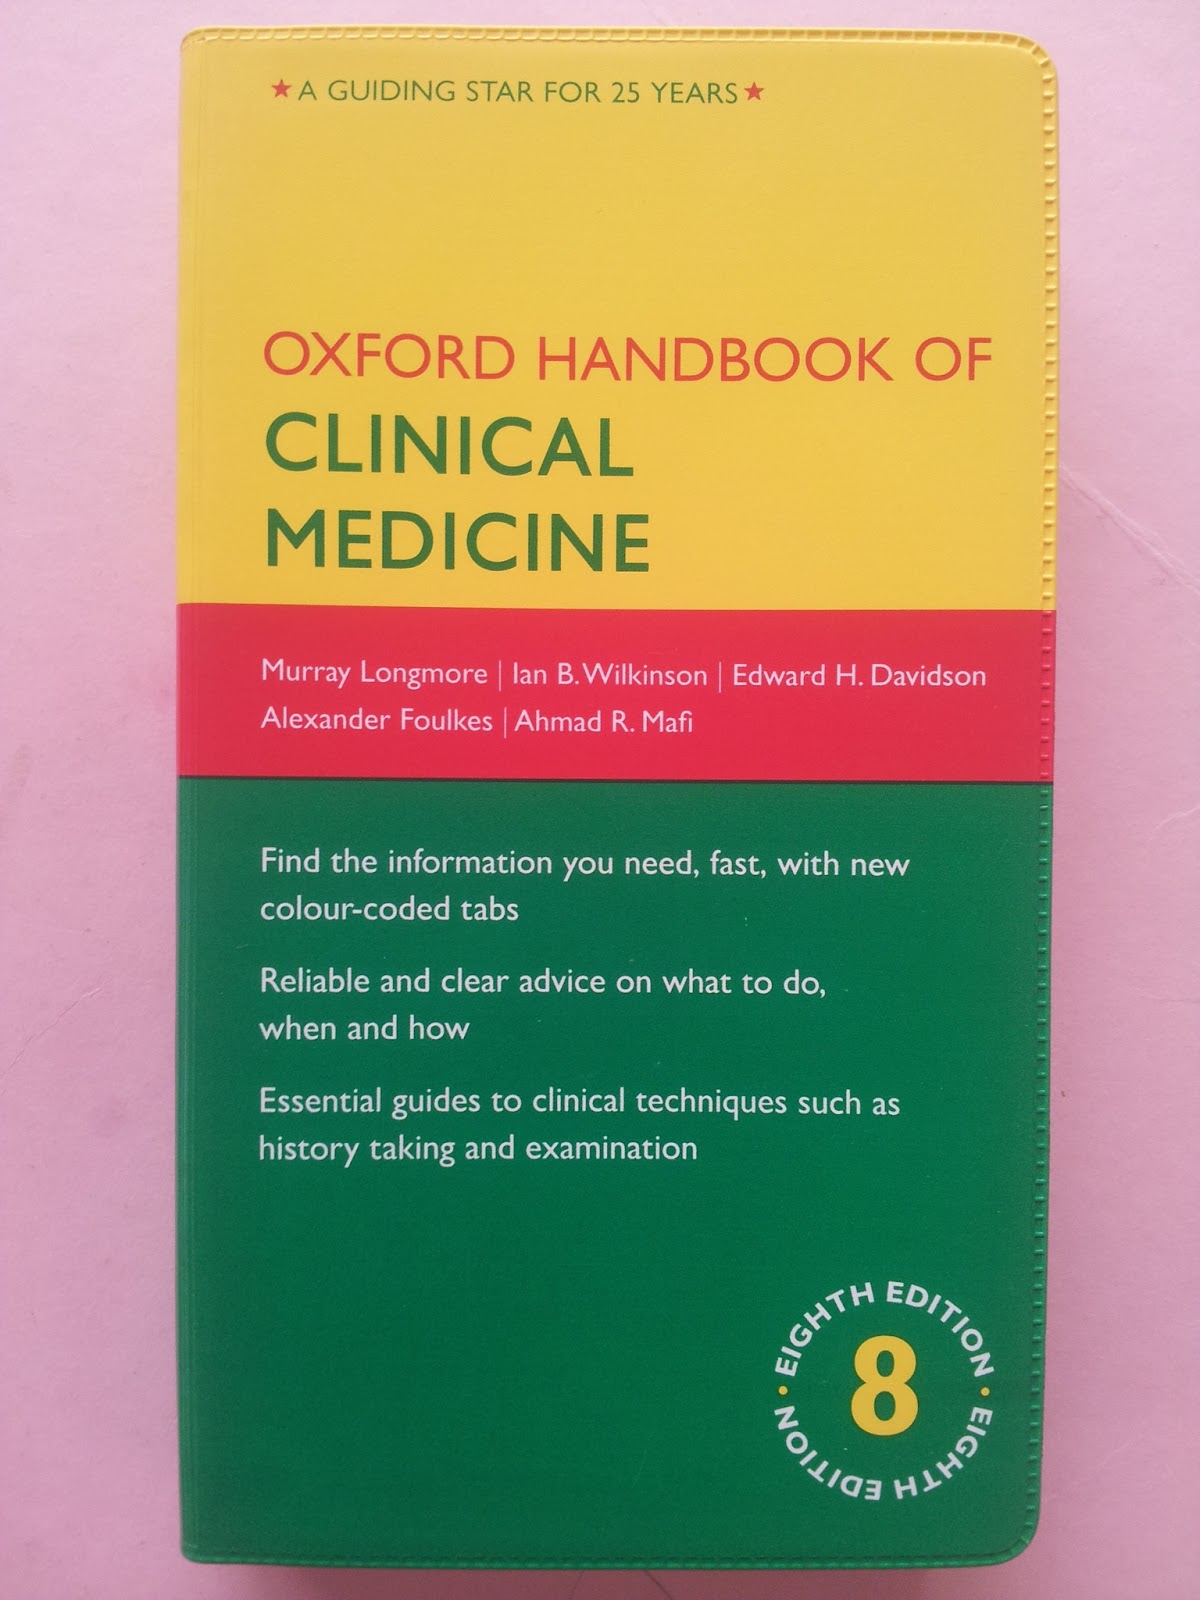 ★ A GUIDING STAR FOR 25 YEARS ★
OXFORD HANDBOOK OF
CLINICAL
MEDICINE
Murray Longmore | Ian B. Wilkinson | Edward H. Davidson
Alexander Foulkes | Ahmad R. Mafi
Find the information you need, fast, with new
colour-coded tabs
Reliable and clear advice on what to do,
when and how
Essential guides to clinical techniques such as
history taking and examination
EIGHTH EDITION • EIGHTH EDITION •
8